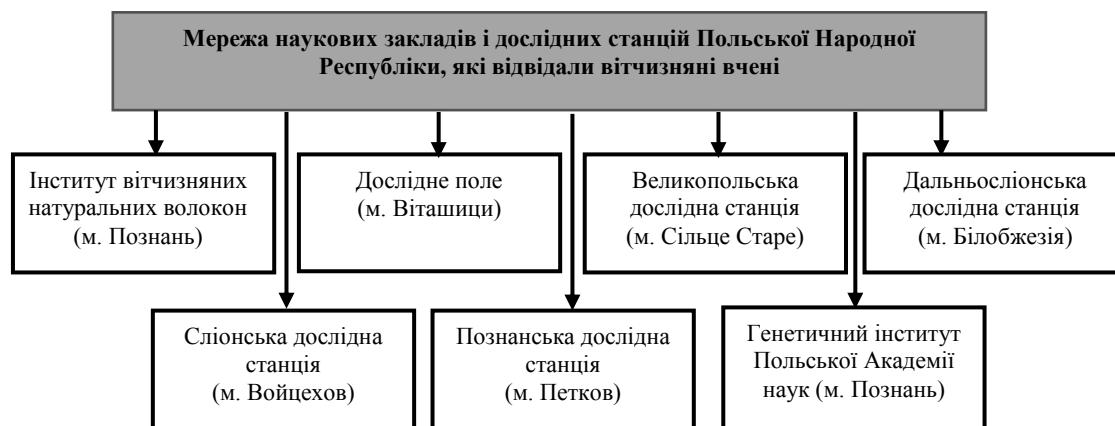 Мережа наукових закладів і дослідних станцій Польської Народної
Республіки, які відвідали вітчизняні вчені
Інститут вітчизняних
натуральних волокон
(м. Познань)
Дослідне поле
(м. Віташици)
Великопольська
дослідна станція
(м. Сільце Старе)
Дальньосліонська
дослідна станція
(м. Білобжезія)
Сліонська дослідна
станція
(м. Войцехов)
Познанська дослідна
станція
(м. Петков)
Генетичний інститут
Польської Академії
наук (м. Познань)